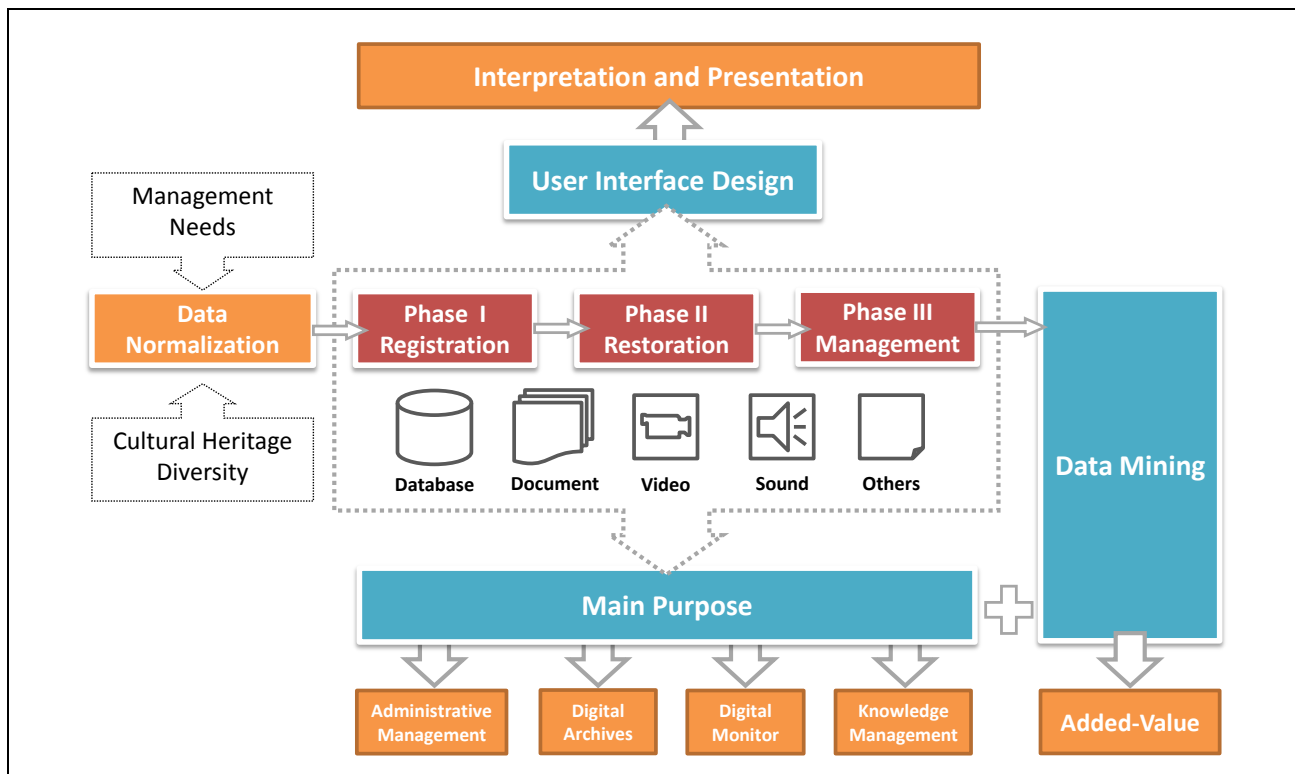 Interpretation and Presentation
User Interface Design
Management
Needs
Data
Normalization
Cultural Heritage
Diversity
Phase I
Registration
Phase II
Restoration
Phase III
Management
Database
Document
Video
Sound
Others
Data Mining
Main Purpose
Administrative
Management
Digital
Archives
Digital
Monitor
Knowledge
Management
Added-Value